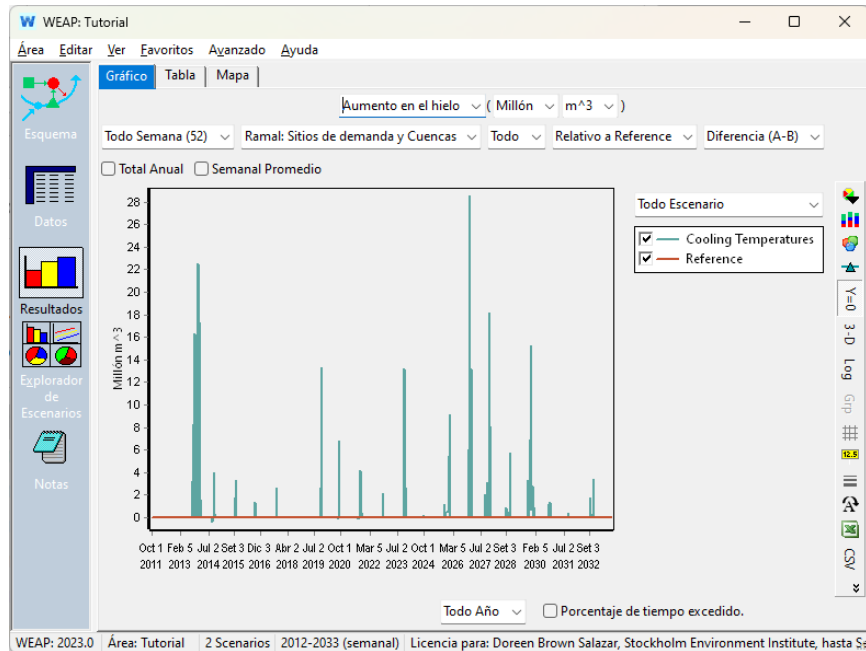 WEAP: Tutorial
Área Editar Ver Favoritos Avanzado Ayuda
Gráfico Tabla Mapa
Aumento en el hielo ( Millón m^3 )
Todo Semana (52) Ramal: Sitios de demanda y Cuencas Todo Relativo a Reference Diferencia (A-B)
Total Anual Semanal Promedio
Esquema
Datos
Resultados
Explorador
de
Escenarios
Notas
Todo Escenario
Cooling Temperatures
Reference
Millón m^3
28
26
24
22
20
18
16
14
12
10
8
6
4
2
0
Oct 1 Feb 5 Jul 2 Set 3 Dic 3 Abr 2 Jul 2 Oct 1 Mar 5 Jul 2 Oct 1 Mar 5 Jul 2 Set 3 Feb 5 Jul 2 Set 3
2011 2013 2014 2015 2016 2018 2019 2020 2022 2023 2024 2026 2027 2028 2030 2031 2032
Y=0
3-D
Log
Grp
12.5
CSV
Todo Año Porcentaje de tiempo excedido.
WEAP: 2023.0 Área: Tutorial 2 Scenarios 2012-2033 (semanal) Licencia para: Doreen Brown Salazar, Stockholm Environment Institute, hasta